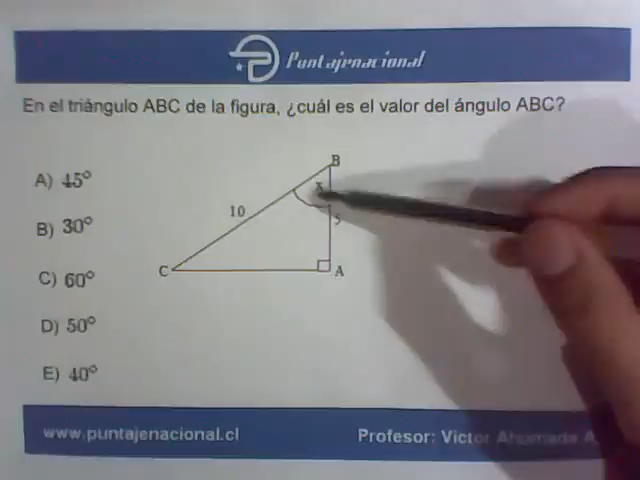 Puntajenacional
En el triángulo ABC de la figura, ¿cuál es el valor del ángulo ABC?
A) 45°
B) 30°
C) 60°
D) 50°
E) 40°
B
x
10
5
C
A
www.puntajenacional.cl
Profesor: Victor Ahumada A.